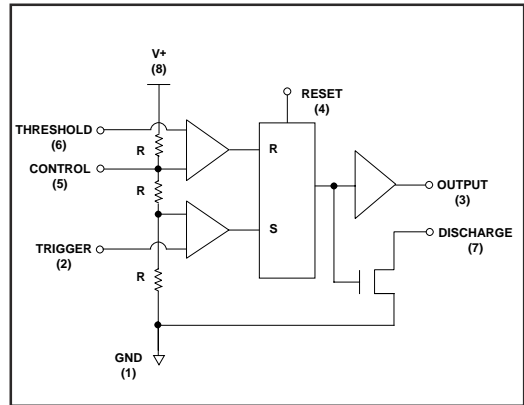 V+
(8)
RESET
(4)
THRESHOLD
(6)
R
R
CONTROL
(5)
R
OUTPUT
(3)
S
DISCHARGE
(7)
TRIGGER
(2)
R
GND
(1)